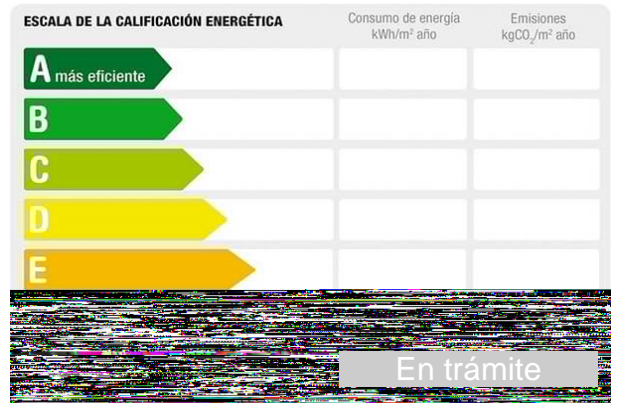 ESCALA DE LA CALIFICACIÓN ENERGÉTICA
Consumo de energía
kWh/m² año
Emisiones
kgCO₂/m² año
A más eficiente
B
C
D
E
En trámite